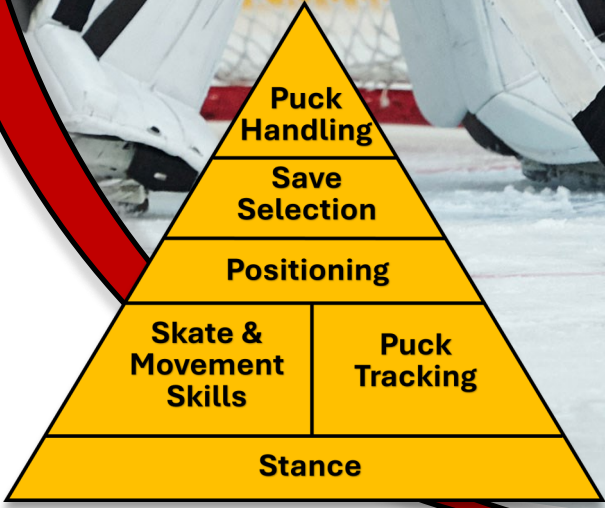 Puck
Handling
Save
Selection
Positioning
Skate &
Movement
Skills
Puck
Tracking
Stance